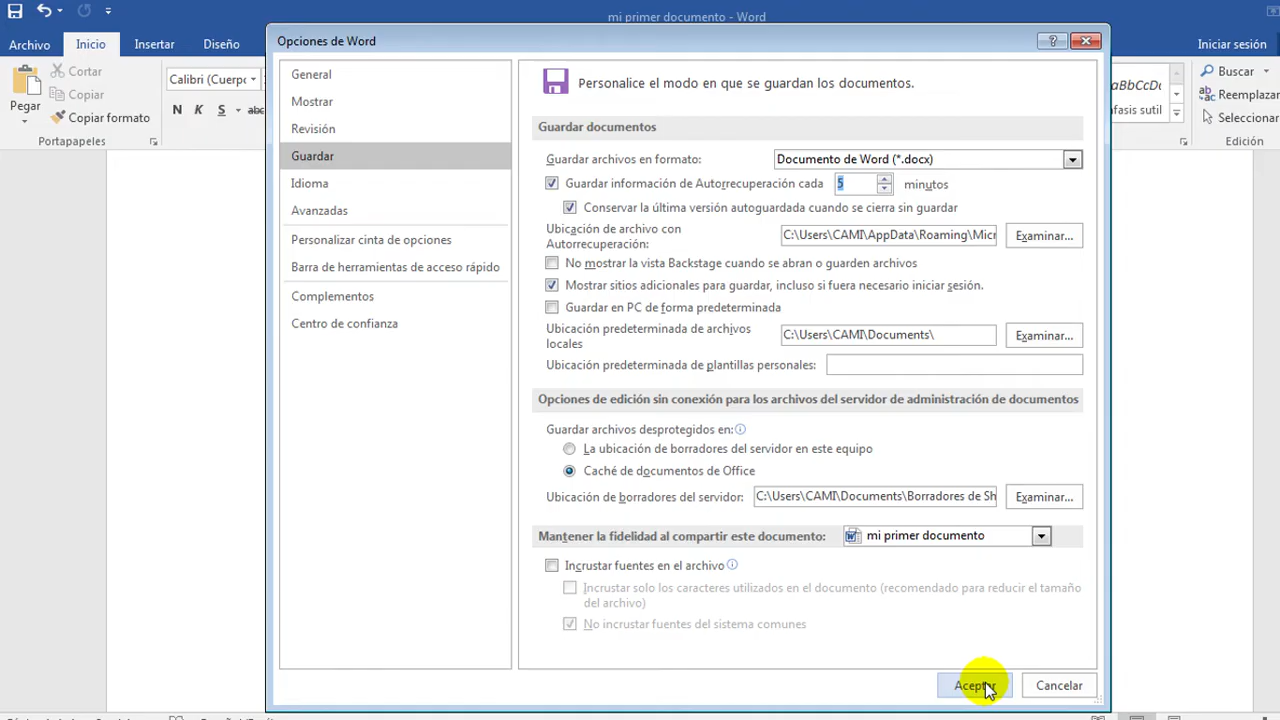 mi primer documento - Word
Archivo
Inicio
Insertar
Diseño
Iniciar sesión
Pegar
Cortar
Copiar
Copiar formato
Portapapeles
Calibri (Cuerpo
N K S
Buscar
Reemplazar
Seleccionar
Edición
Opciones de Word
General
Mostrar
Revisión
Guardar
Idioma
Avanzadas
Personalizar cinta de opciones
Barra de herramientas de acceso rápido
Complementos
Centro de confianza
Personalice el modo en que se guardan los documentos.
Guardar documentos
Guardar archivos en formato: Documento de Word (*.docx)
Guardar información de Autorrecuperación cada 5 minutos
Conservar la última versión autoguardada cuando se cierra sin guardar
Ubicación de archivo con
Autorrecuperación:
C:\Users\CAMI\AppData\Roaming\Micr
Examinar...
No mostrar la vista Backstage cuando se abran o guarden archivos
Mostrar sitios adicionales para guardar, incluso si fuera necesario iniciar sesión.
Guardar en PC de forma predeterminada
Ubicación predeterminada de archivos
locales
C:\Users\CAMI\Documents\
Examinar...
Ubicación predeterminada de plantillas personales:
Opciones de edición sin conexión para los archivos del servidor de administración de documentos
Guardar archivos desprotegidos en:
La ubicación de borradores del servidor en este equipo
Caché de documentos de Office
Ubicación de borradores del servidor: C:\Users\CAMI\Documents\Borradores de Sh Examinar...
Mantener la fidelidad al compartir este documento: mi primer documento
Incrustar fuentes en el archivo
Incrustar solo los caracteres utilizados en el documento (recomendado para reducir el tamaño
del archivo)
No incrustar fuentes del sistema comunes
Aceptar
Cancelar